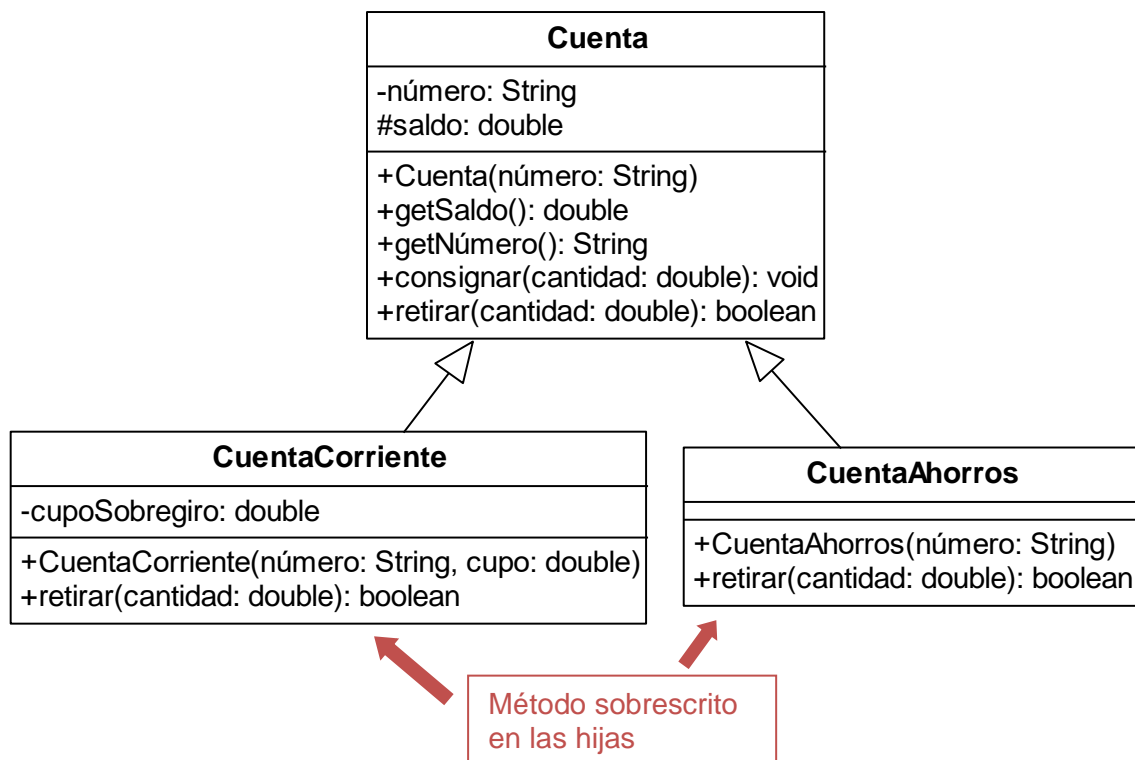 Cuenta
-número: String
#saldo: double
+Cuenta(número: String)
+getSaldo(): double
+getNúmero(): String
+consignar(cantidad: double): void
+retirar(cantidad: double): boolean
CuentaCorriente
-cupoSobregiro: double
+CuentaCorriente(número: String, cupo: double)
+retirar(cantidad: double): boolean
CuentaAhorros
+CuentaAhorros(número: String)
+retirar(cantidad: double): boolean
Método sobrescrito
en las hijas